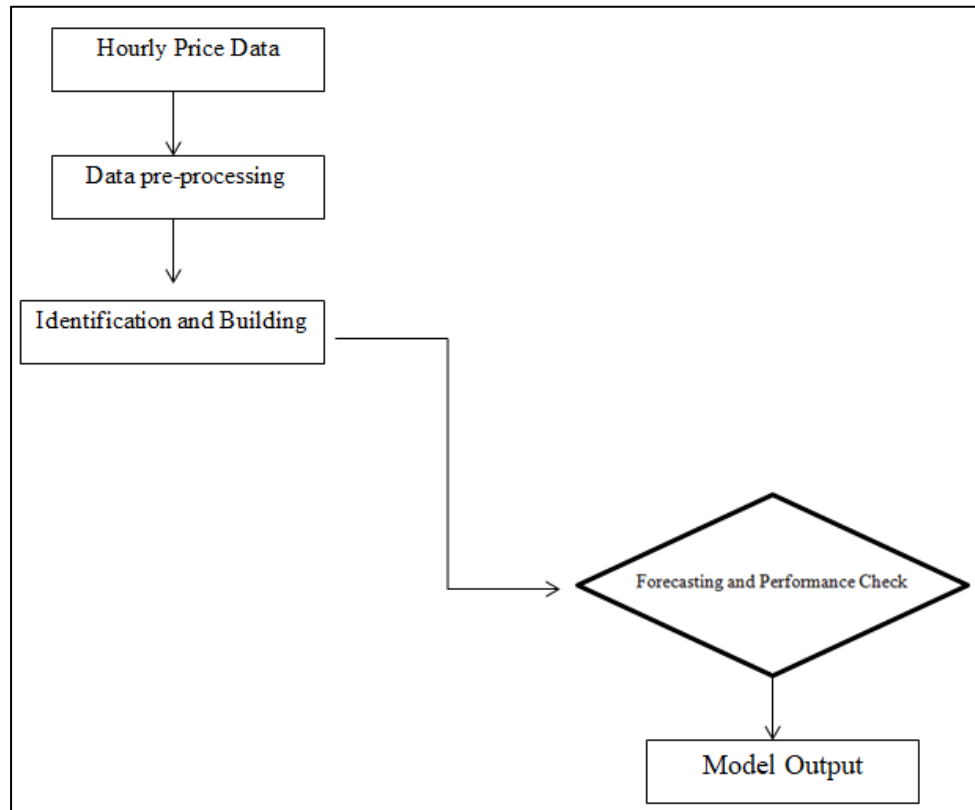 Hourly Price Data
Data pre-processing
Identification and Building
Forecasting and Performance Check
Model Output